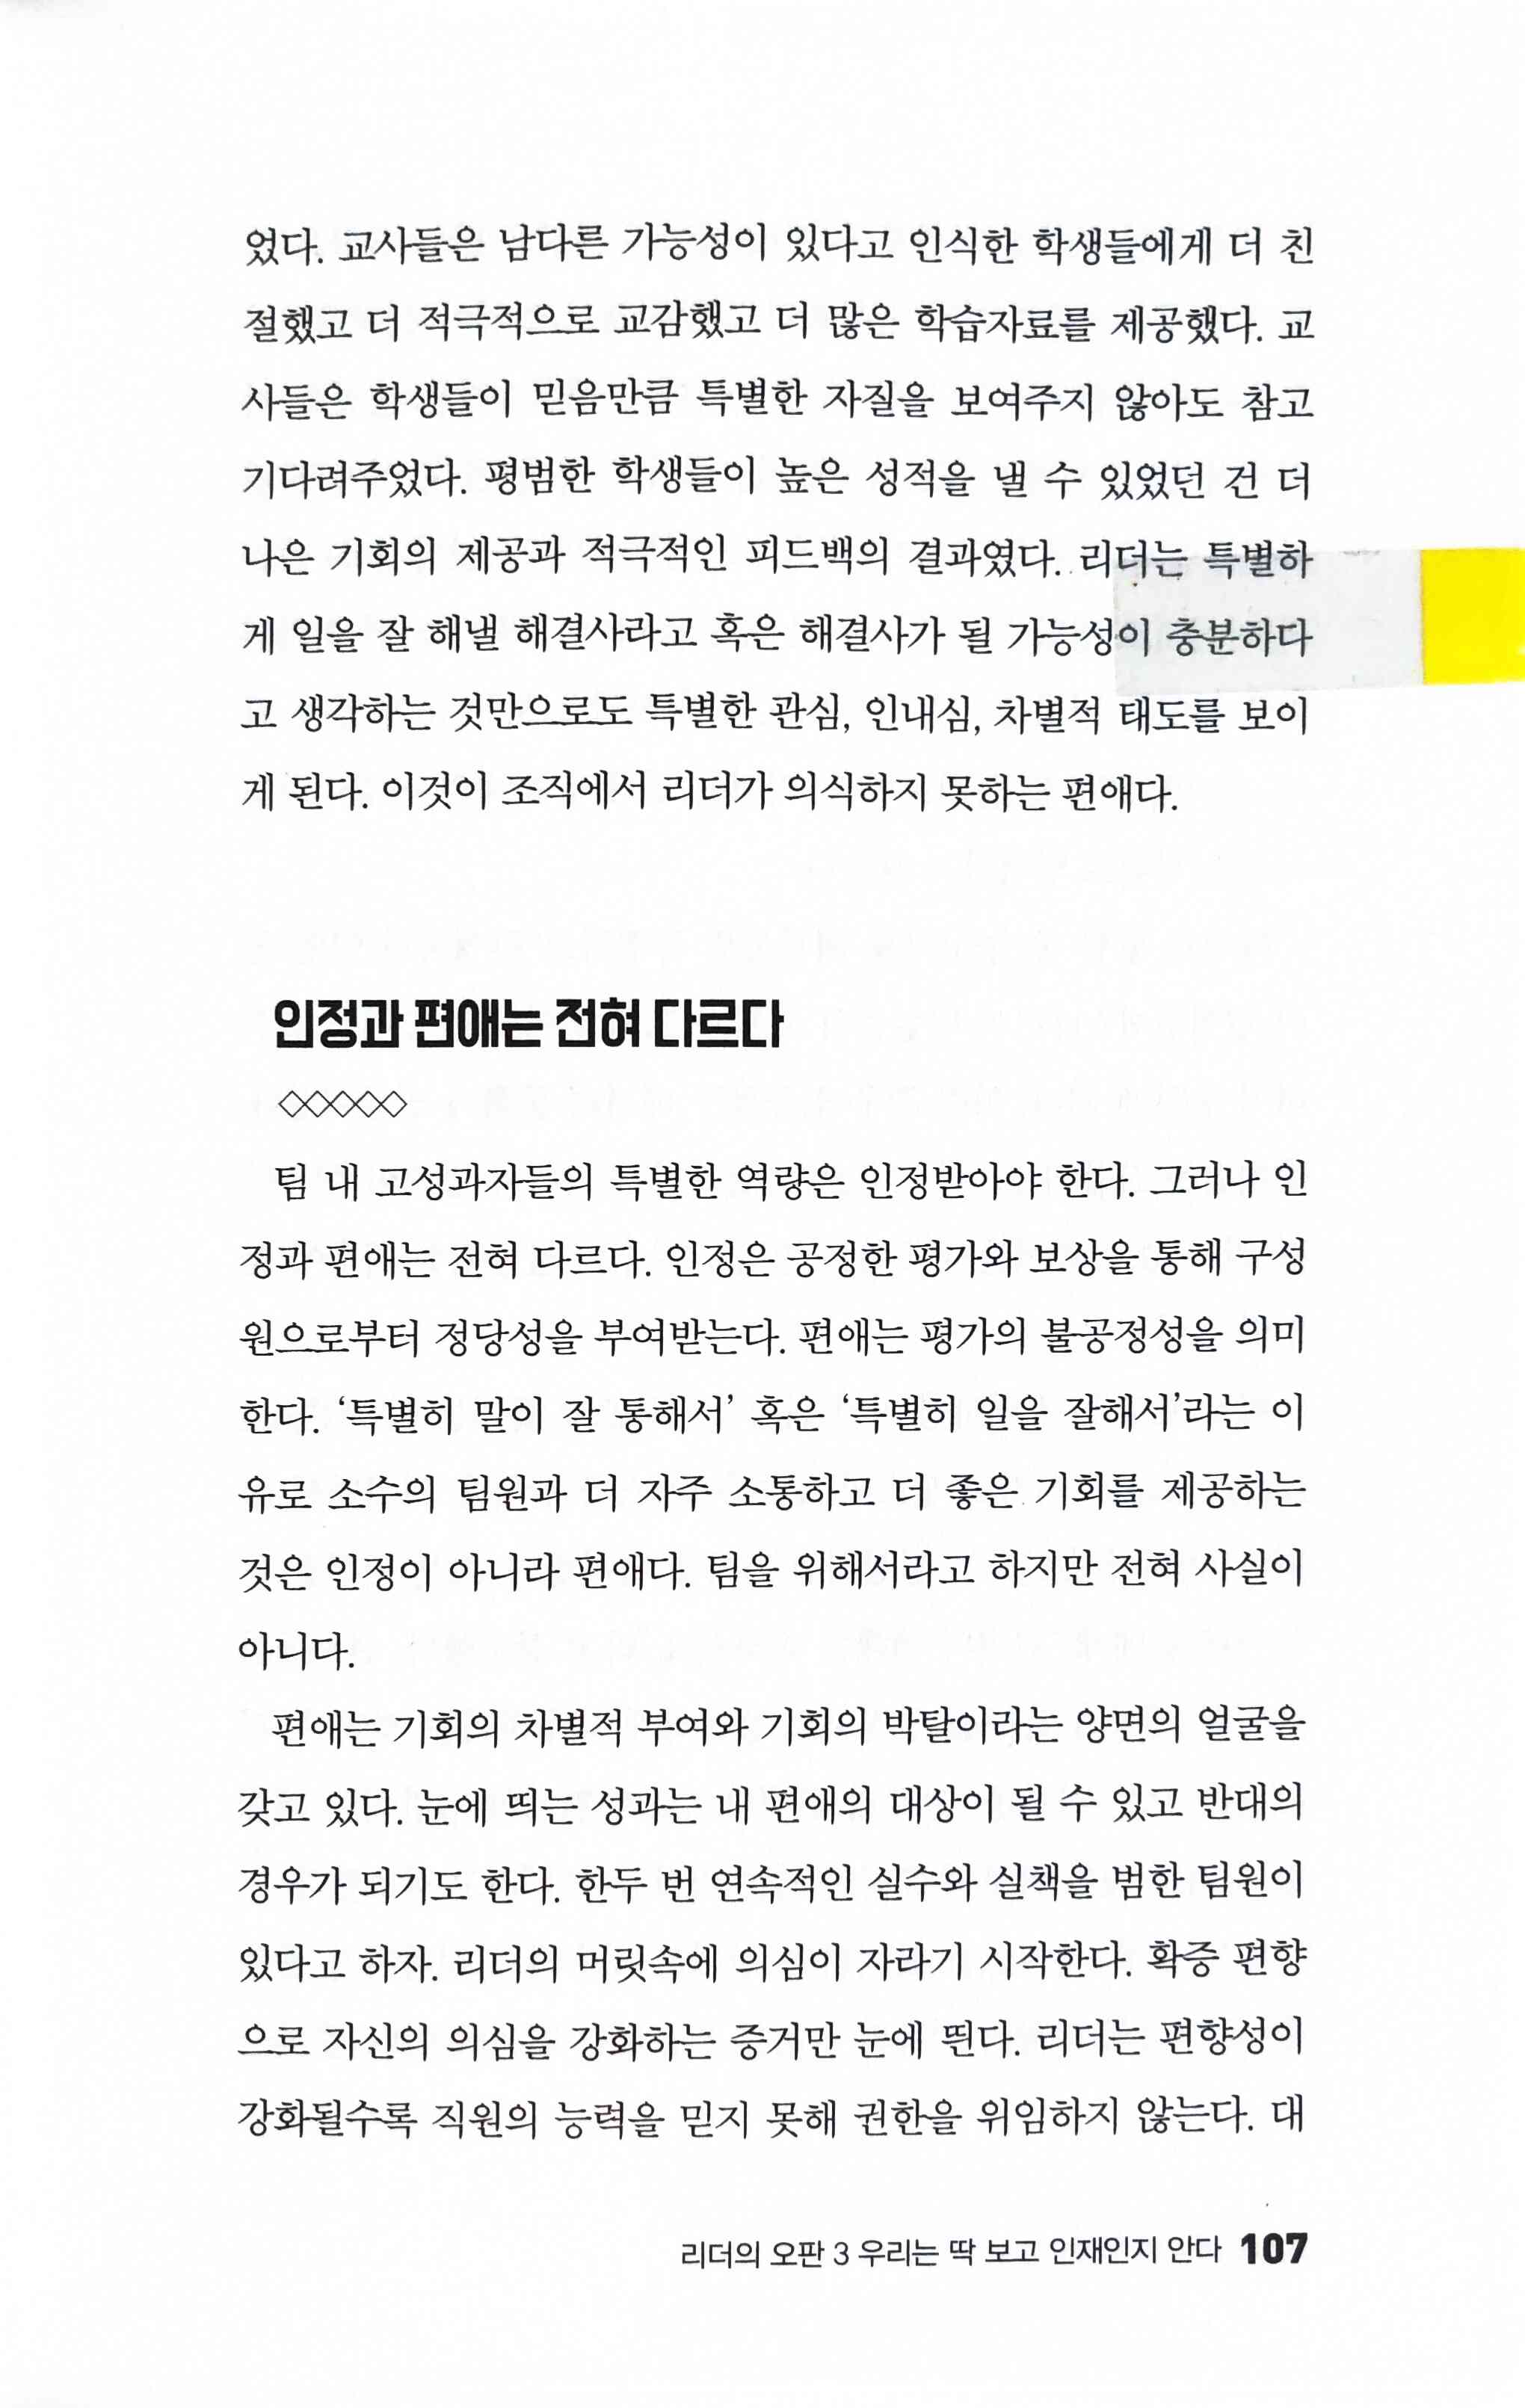 었다. 교사들은 남다른 가능성이 있다고 인식한 학생들에게 더 친
절했고 더 적극적으로 교감했고 더 많은 학습자료를 제공했다. 교
사들은 학생들이 믿음만큼 특별한 자질을 보여주지 않아도 참고
기다려주었다. 평범한 학생들이 높은 성적을 낼 수 있었던 건 더
나은 기회의 제공과 적극적인 피드백의 결과였다. 리더는 특별하
게 일을 잘 해낼 해결사라고 혹은 해결사가 될 가능성이 충분하다
고 생각하는 것만으로도 특별한 관심, 인내심, 차별적 태도를 보이
게 된다. 이것이 조직에서 리더가 의식하지 못하는 편애다.
인정과 편애는 전혀 다르다
팀 내 고성과자들의 특별한 역량은 인정받아야 한다. 그러나 인
정과 편애는 전혀 다르다. 인정은 공정한 평가와 보상을 통해 구성
원으로부터 정당성을 부여받는다. 편애는 평가의 불공정성을 의미
한다. ‘특별히 말이 잘 통해서’ 혹은 ‘특별히 일을 잘해서’라는 이
유로 소수의 팀원과 더 자주 소통하고 더 좋은 기회를 제공하는
것은 인정이 아니라 편애다. 팀을 위해서라고 하지만 전혀 사실이
아니다.
편애는 기회의 차별적 부여와 기회의 박탈이라는 양면의 얼굴을
갖고 있다. 눈에 띄는 성과는 내 편애의 대상이 될 수 있고 반대의
경우가 되기도 한다. 한두 번 연속적인 실수와 실책을 범한 팀원이
있다고 하자. 리더의 머릿속에 의심이 자라기 시작한다. 확증 편향
으로 자신의 의심을 강화하는 증거만 눈에 띈다. 리더는 편향성이
강화될수록 직원의 능력을 믿지 못해 권한을 위임하지 않는다. 대
리더의 오판 3 우리는 딱 보고 인재인지 안다 107